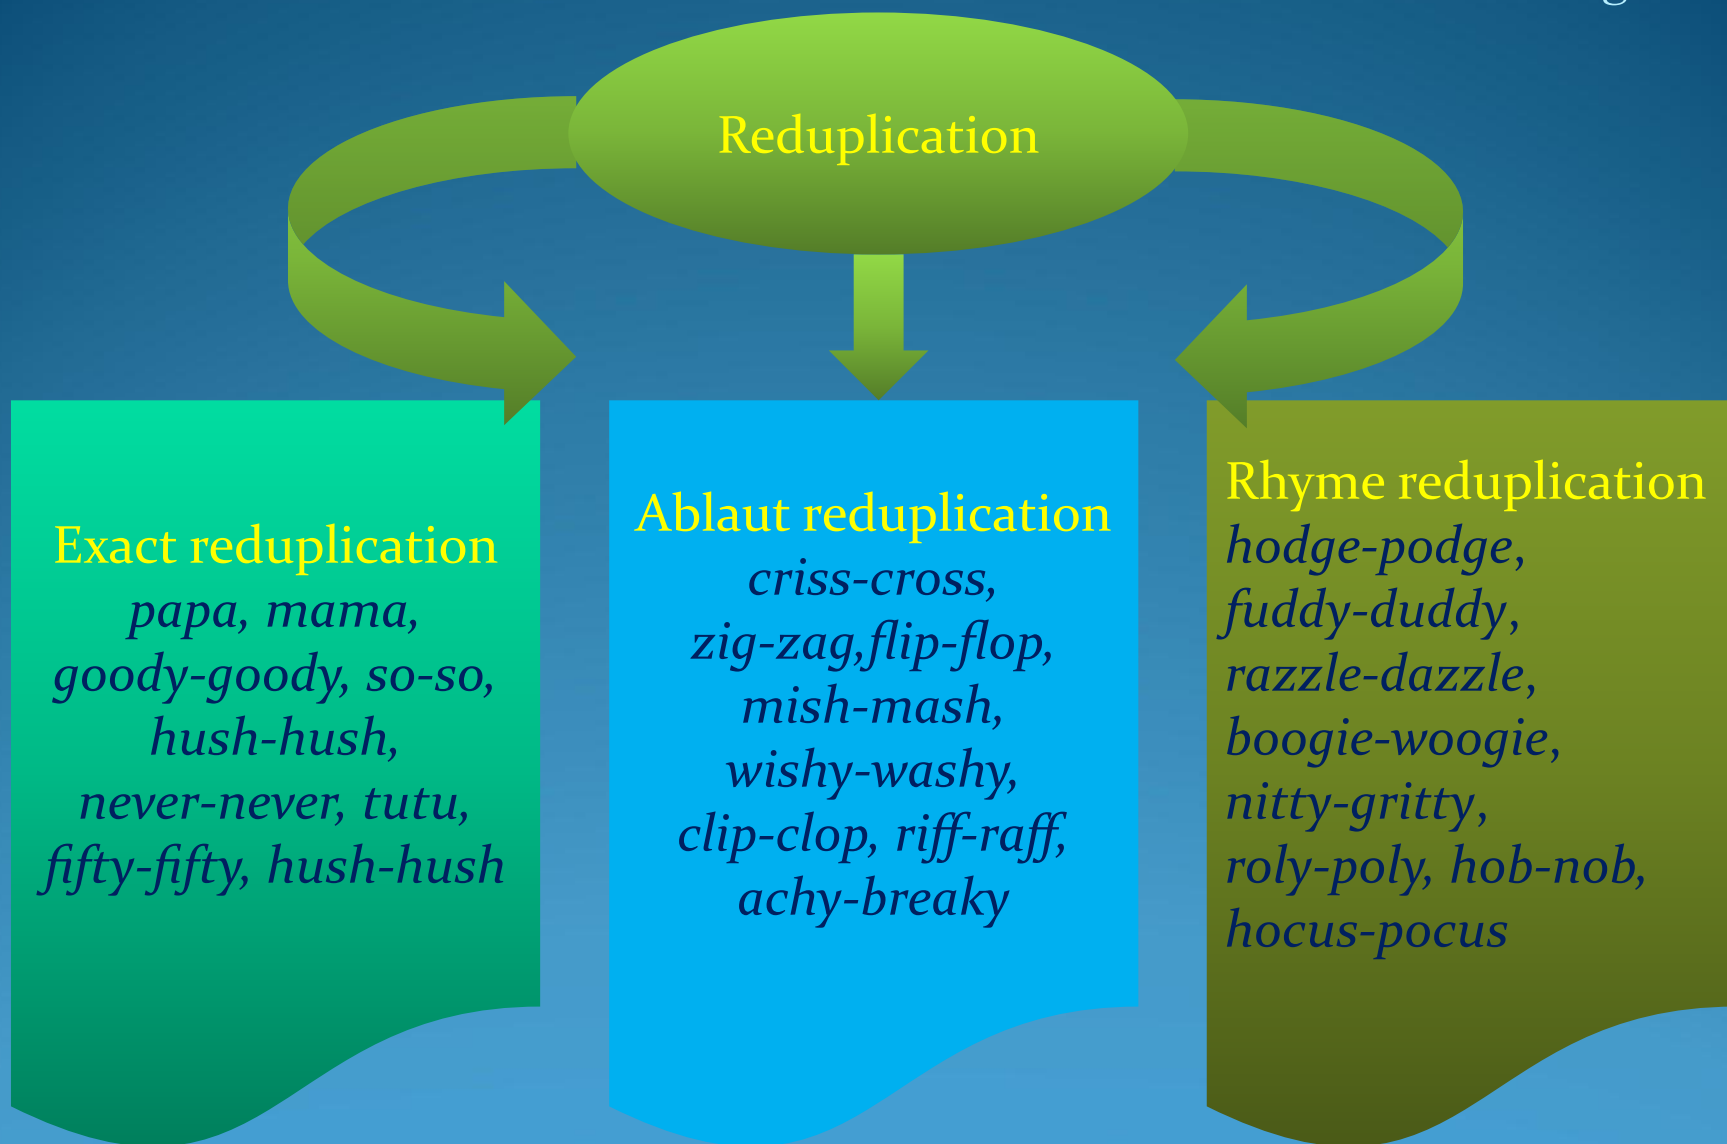 Reduplication
Exact reduplication
papa, mama,
goody-goody, so-so,
hush-hush,
never-never, tutu,
fifty-fifty, hush-hush
Ablaut reduplication
criss-cross,
zig-zag,flip-flop,
mish-mash,
wishy-washy,
clip-clop, riff-raff,
achy-breaky
Rhyme reduplication
hodge-podge,
fuddy-duddy,
razzle-dazzle,
boogie-woogie,
nitty-gritty,
roly-poly, hob-nob,
hocus-pocus